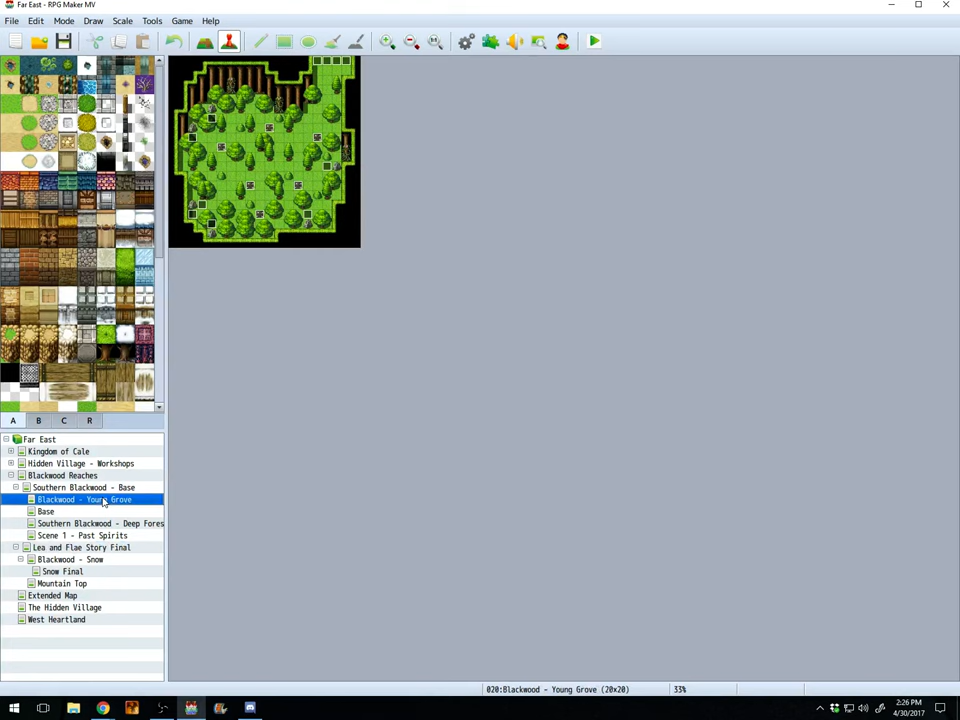 Far East - RPG Maker MV
File Edit Mode Draw Scale Tools Game Help
1:1
A B C R
Far East
Kingdom of Cale
Hidden Village - Workshops
Blackwood Reaches
Southern Blackwood - Base
Blackwood - Young Grove
Base
Southern Blackwood - Deep Fores
Scene 1 - Past Spirits
Lea and Flae Story Final
Blackwood - Snow
Snow Final
Mountain Top
Extended Map
The Hidden Village
West Heartland
020:Blackwood - Young Grove (20x20) 33%
2:26 PM
4/30/2017